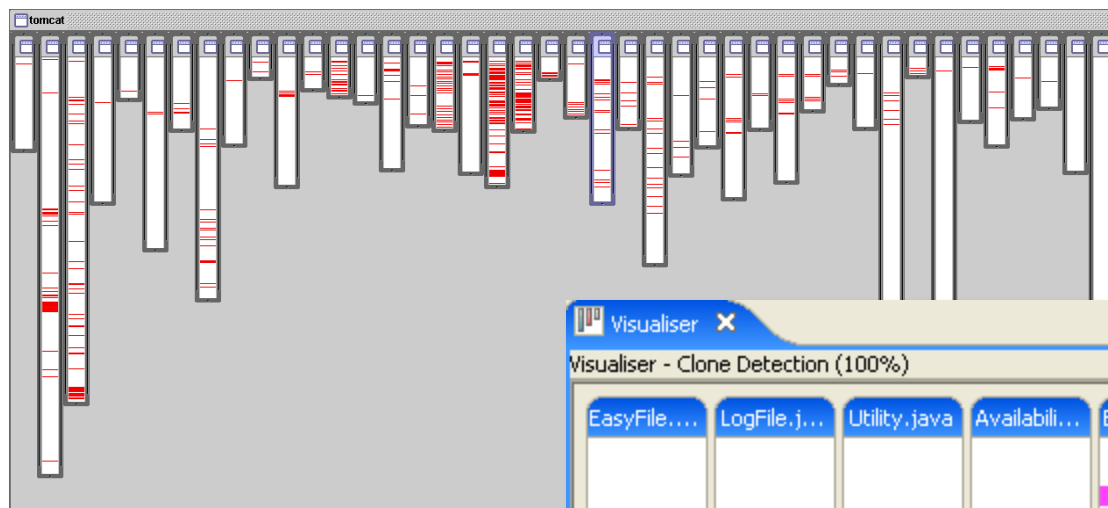 tomcat
Visualiser
Visualiser - Clone Detection (100%)
EasyFile.... LogFile.j... Utility.java Availabili... E